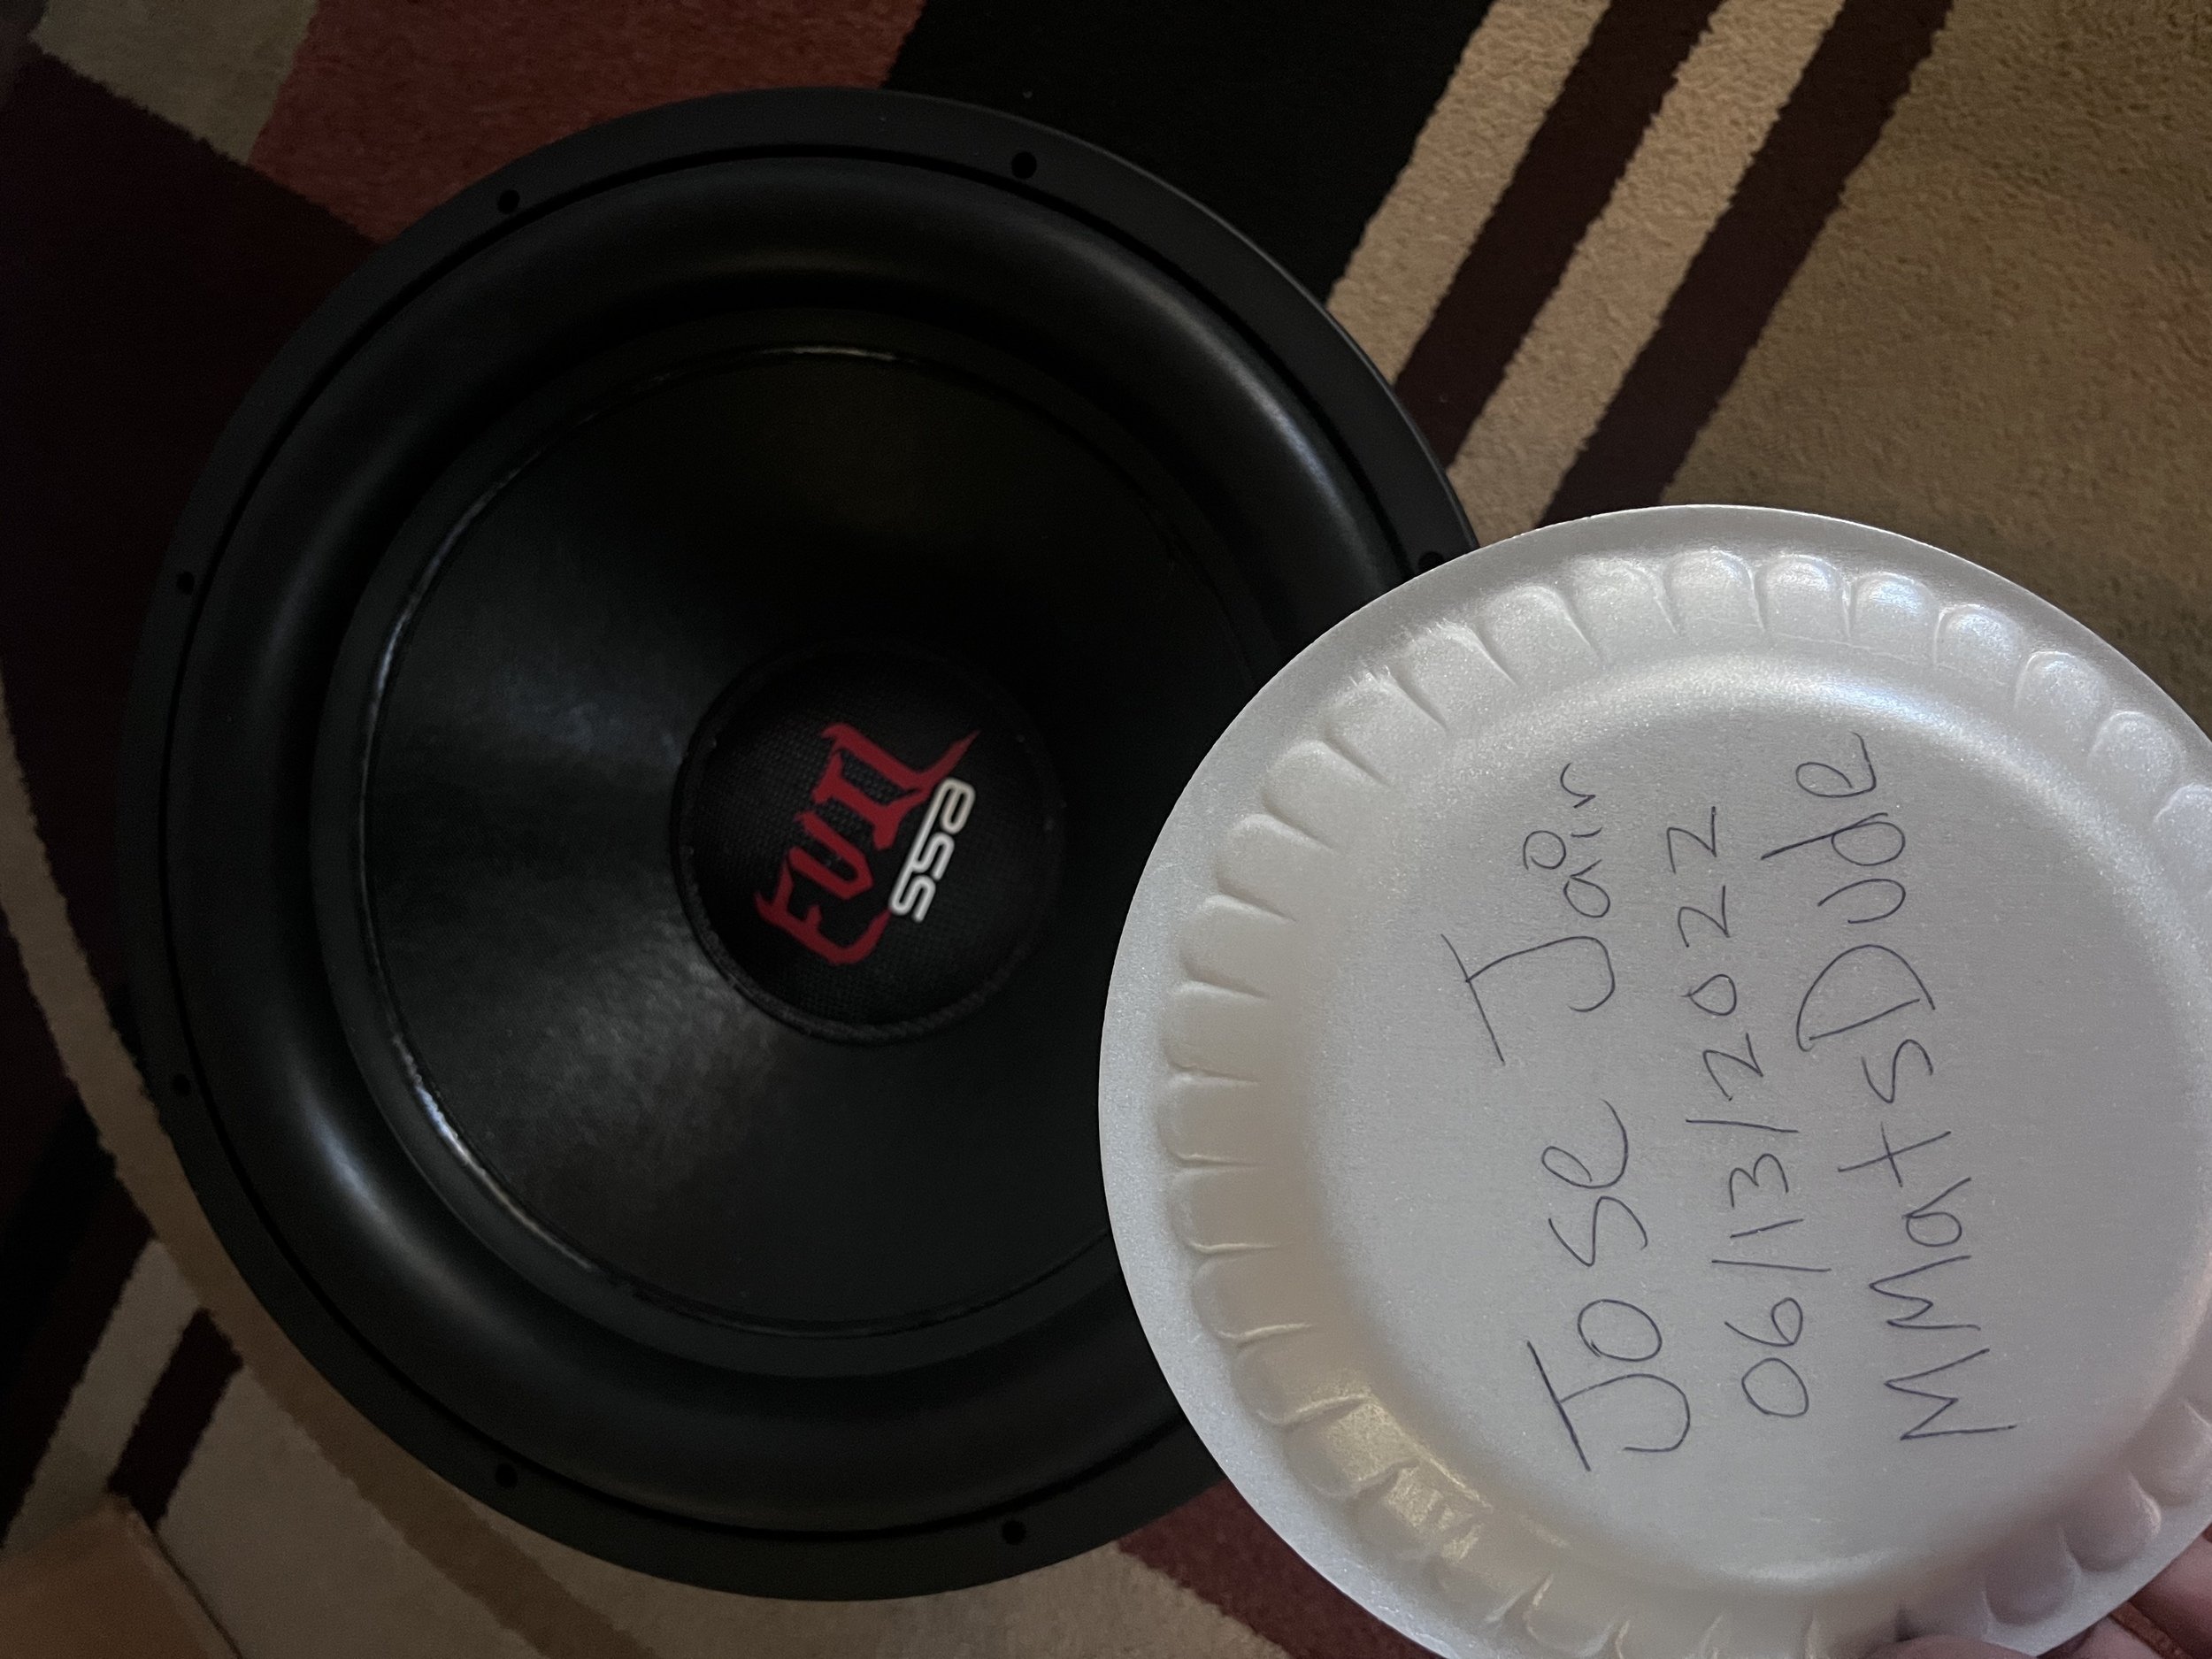 EVIL
SSA
Jose Jair
06/13/2022
MMatsDude